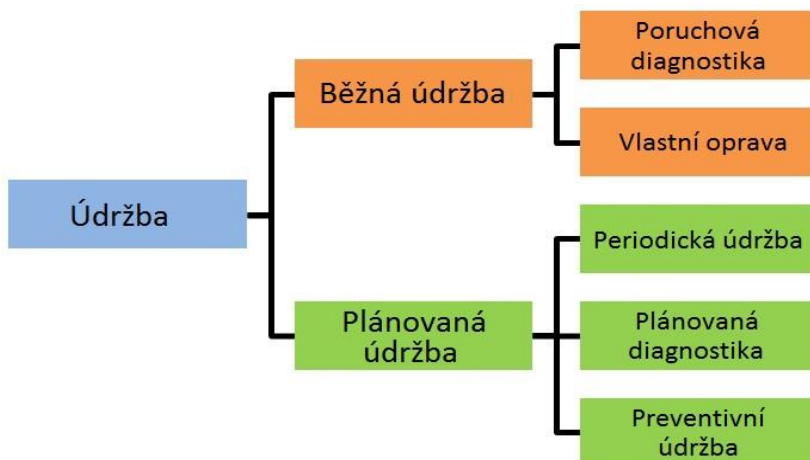 Údržba
Běžná údržba
Poruchová
diagnostika
Vlastní oprava
Plánovaná
údržba
Periodická údržba
Plánovaná
diagnostika
Preventivní
údržba